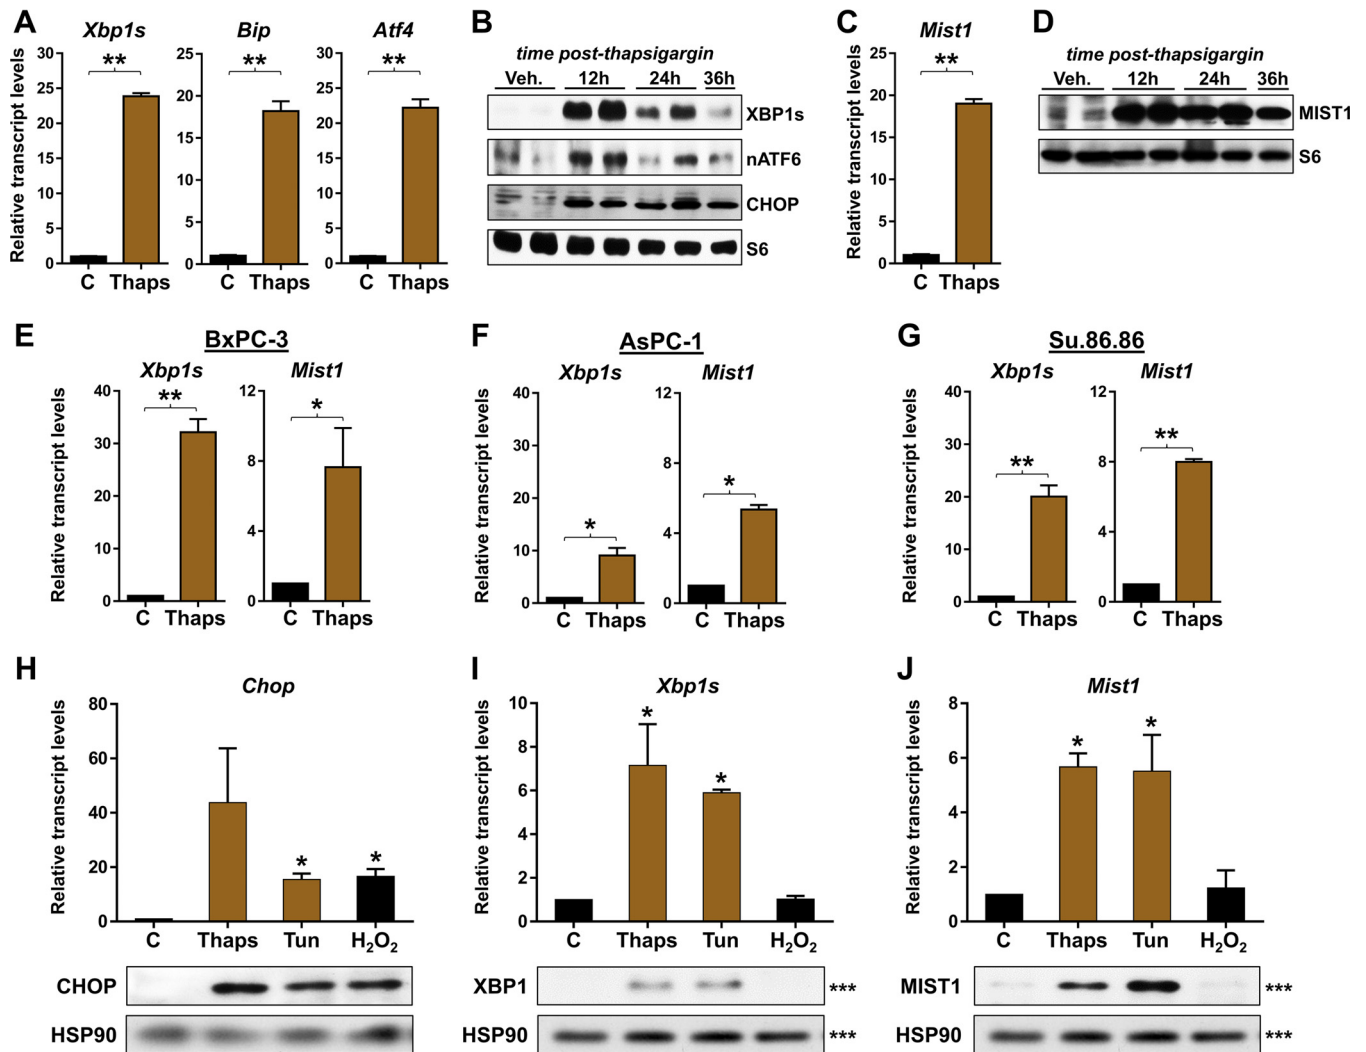 A
Xbp1s
Bip
Atf4
Relative transcript levels
30
25
20
15
10
5
0
**
C Thaps
25
20
15
10
5
0
**
C Thaps
30
25
20
15
10
5
0
**
C Thaps
B
time post-thapsigargin
Veh. 12h 24h 36h
XBP1s
nATF6
CHOP
S6
C
Mist1
Relative transcript levels
25
20
15
10
5
0
**
C Thaps
D
time post-thapsigargin
Veh. 12h 24h 36h
MIST1
S6
E
BxPC-3
Xbp1s
Mist1
Relative transcript levels
40
30
20
10
0
**
C Thaps
12
8
4
0
*
C Thaps
F
AsPC-1
Xbp1s
Mist1
Relative transcript levels
40
30
20
10
0
*
C Thaps
12
8
4
0
*
C Thaps
G
Su.86.86
Xbp1s
Mist1
Relative transcript levels
40
30
20
10
0
**
C Thaps
12
8
4
0
**
C Thaps
H
Chop
Relative transcript levels
80
60
40
20
0
* *
C Thaps Tun H₂O₂
CHOP
HSP90
I
Xbp1s
Relative transcript levels
10
8
6
4
2
0
* *
C Thaps Tun H₂O₂
XBP1 ***
HSP90 ***
J
Mist1
Relative transcript levels
8
6
4
2
0
* *
C Thaps Tun H₂O₂
MIST1 ***
HSP90 ***